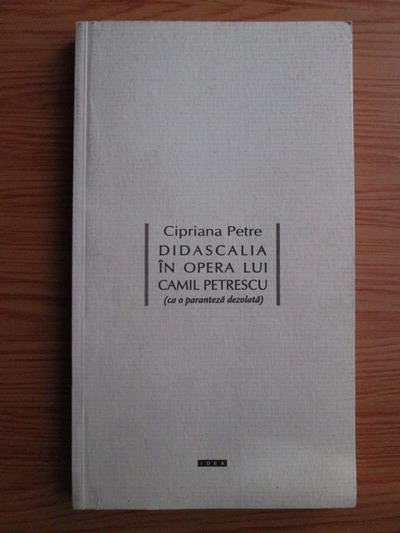 Cipriana Petre
DIDASCALIA
ÎN OPERA LUI
CAMIL PETRESCU
(ca o paranteză dezolată)
IDEA